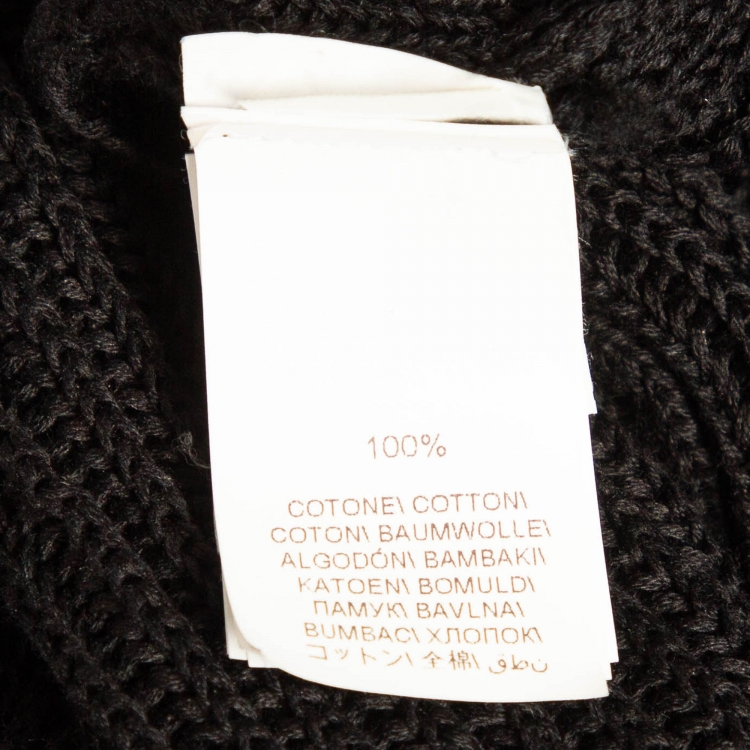 100%
COTONE\ COTTON\
COTON\ BAUMWOLLE\
ALGODÓN\ BAMBAKI\
KATOEN\ BOMULD\
ПАМУК\ BAVLNA\
BUMBAC\ ХЛОПОК\
コットン\ 全棉\ قطن